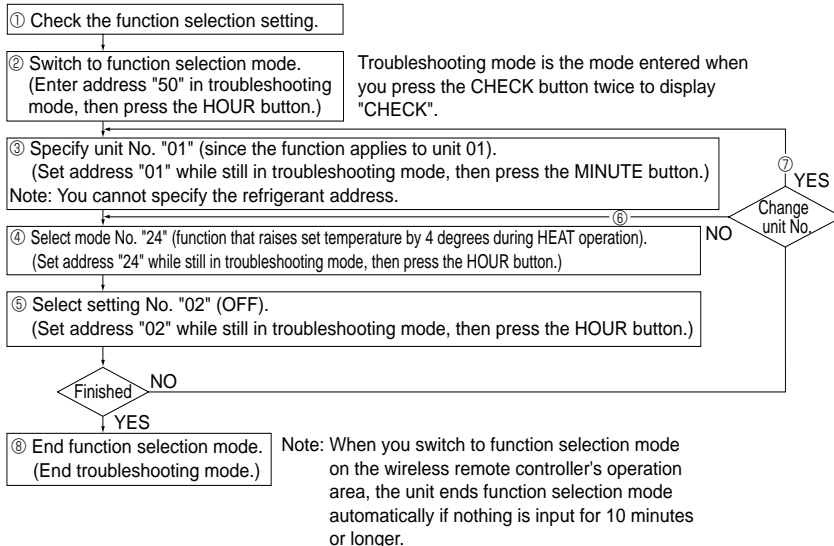 ① Check the function selection setting.
② Switch to function selection mode.
(Enter address "50" in troubleshooting
mode, then press the HOUR button.)
Troubleshooting mode is the mode entered when
you press the CHECK button twice to display
"CHECK".
③ Specify unit No. "01" (since the function applies to unit 01).
(Set address "01" while still in troubleshooting mode, then press the MINUTE button.)
Note: You cannot specify the refrigerant address.
⑦
YES
Change
unit No.
⑥
NO
④ Select mode No. "24" (function that raises set temperature by 4 degrees during HEAT operation).
(Set address "24" while still in troubleshooting mode, then press the HOUR button.)
⑤ Select setting No. "02" (OFF).
(Set address "02" while still in troubleshooting mode, then press the HOUR button.)
Finished
NO
YES
⑧ End function selection mode.
(End troubleshooting mode.)
Note: When you switch to function selection mode
on the wireless remote controller's operation
area, the unit ends function selection mode
automatically if nothing is input for 10 minutes
or longer.